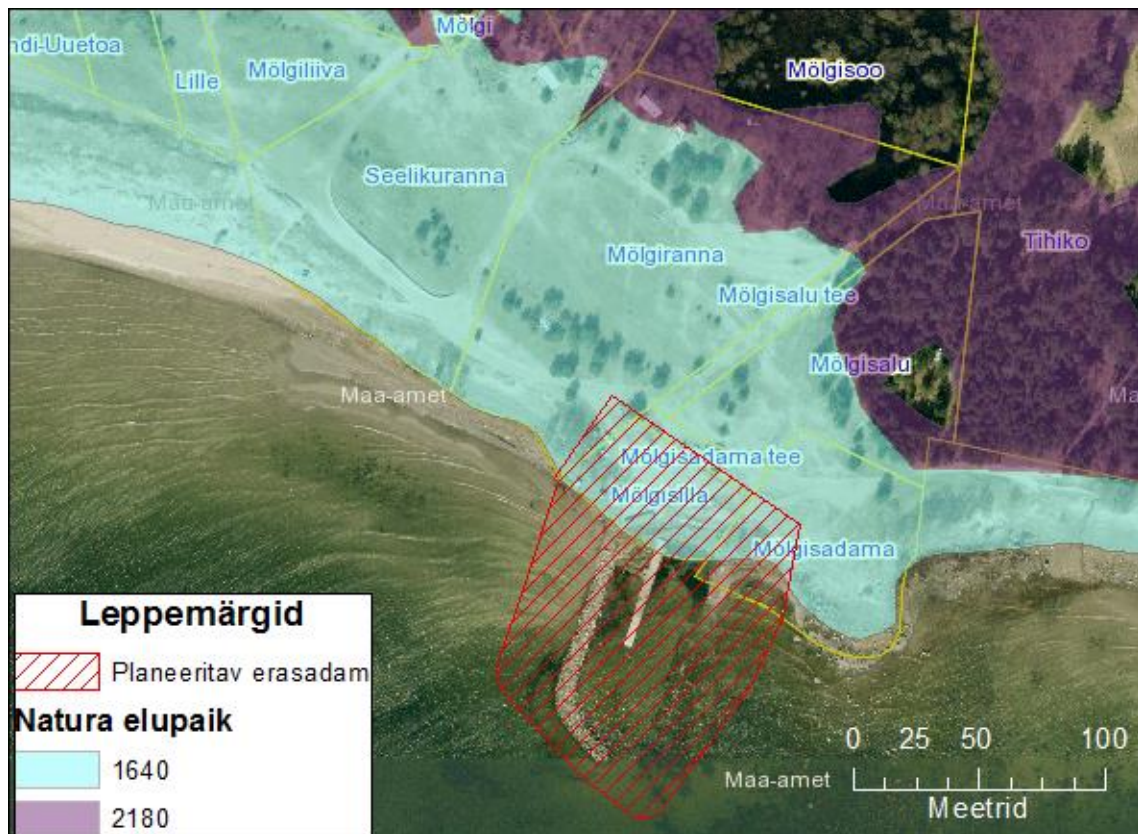 Mölgi
ndi-Uuetoa
Lille
Mölgiliiva
Mölgisoo
Seelikuranna
Maa-amet
Maa-amet
Mölgiranna
Tihiko
Mölgisalu tee
Mölgisalu
Maa-amet
Mölgisadama tee
Mölgisilla
Mölgisadama
Leppemärgid
Planeeritav erasadam
Natura elupaik
1640
2180
0 25 50 100
Maa-amet
Meetrid